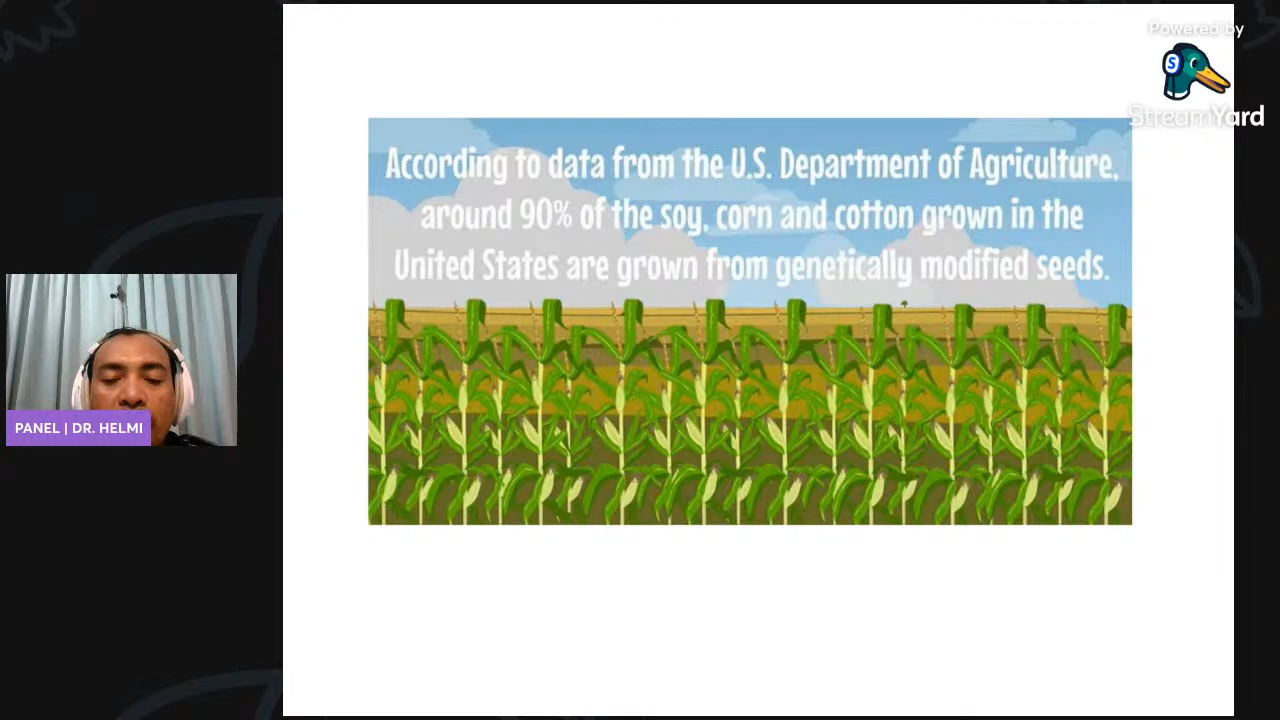 Powered by
StreamYard
According to data from the U.S. Department of Agriculture,
around 90% of the soy, corn and cotton grown in the
United States are grown from genetically modified seeds.
PANEL | DR. HELMI